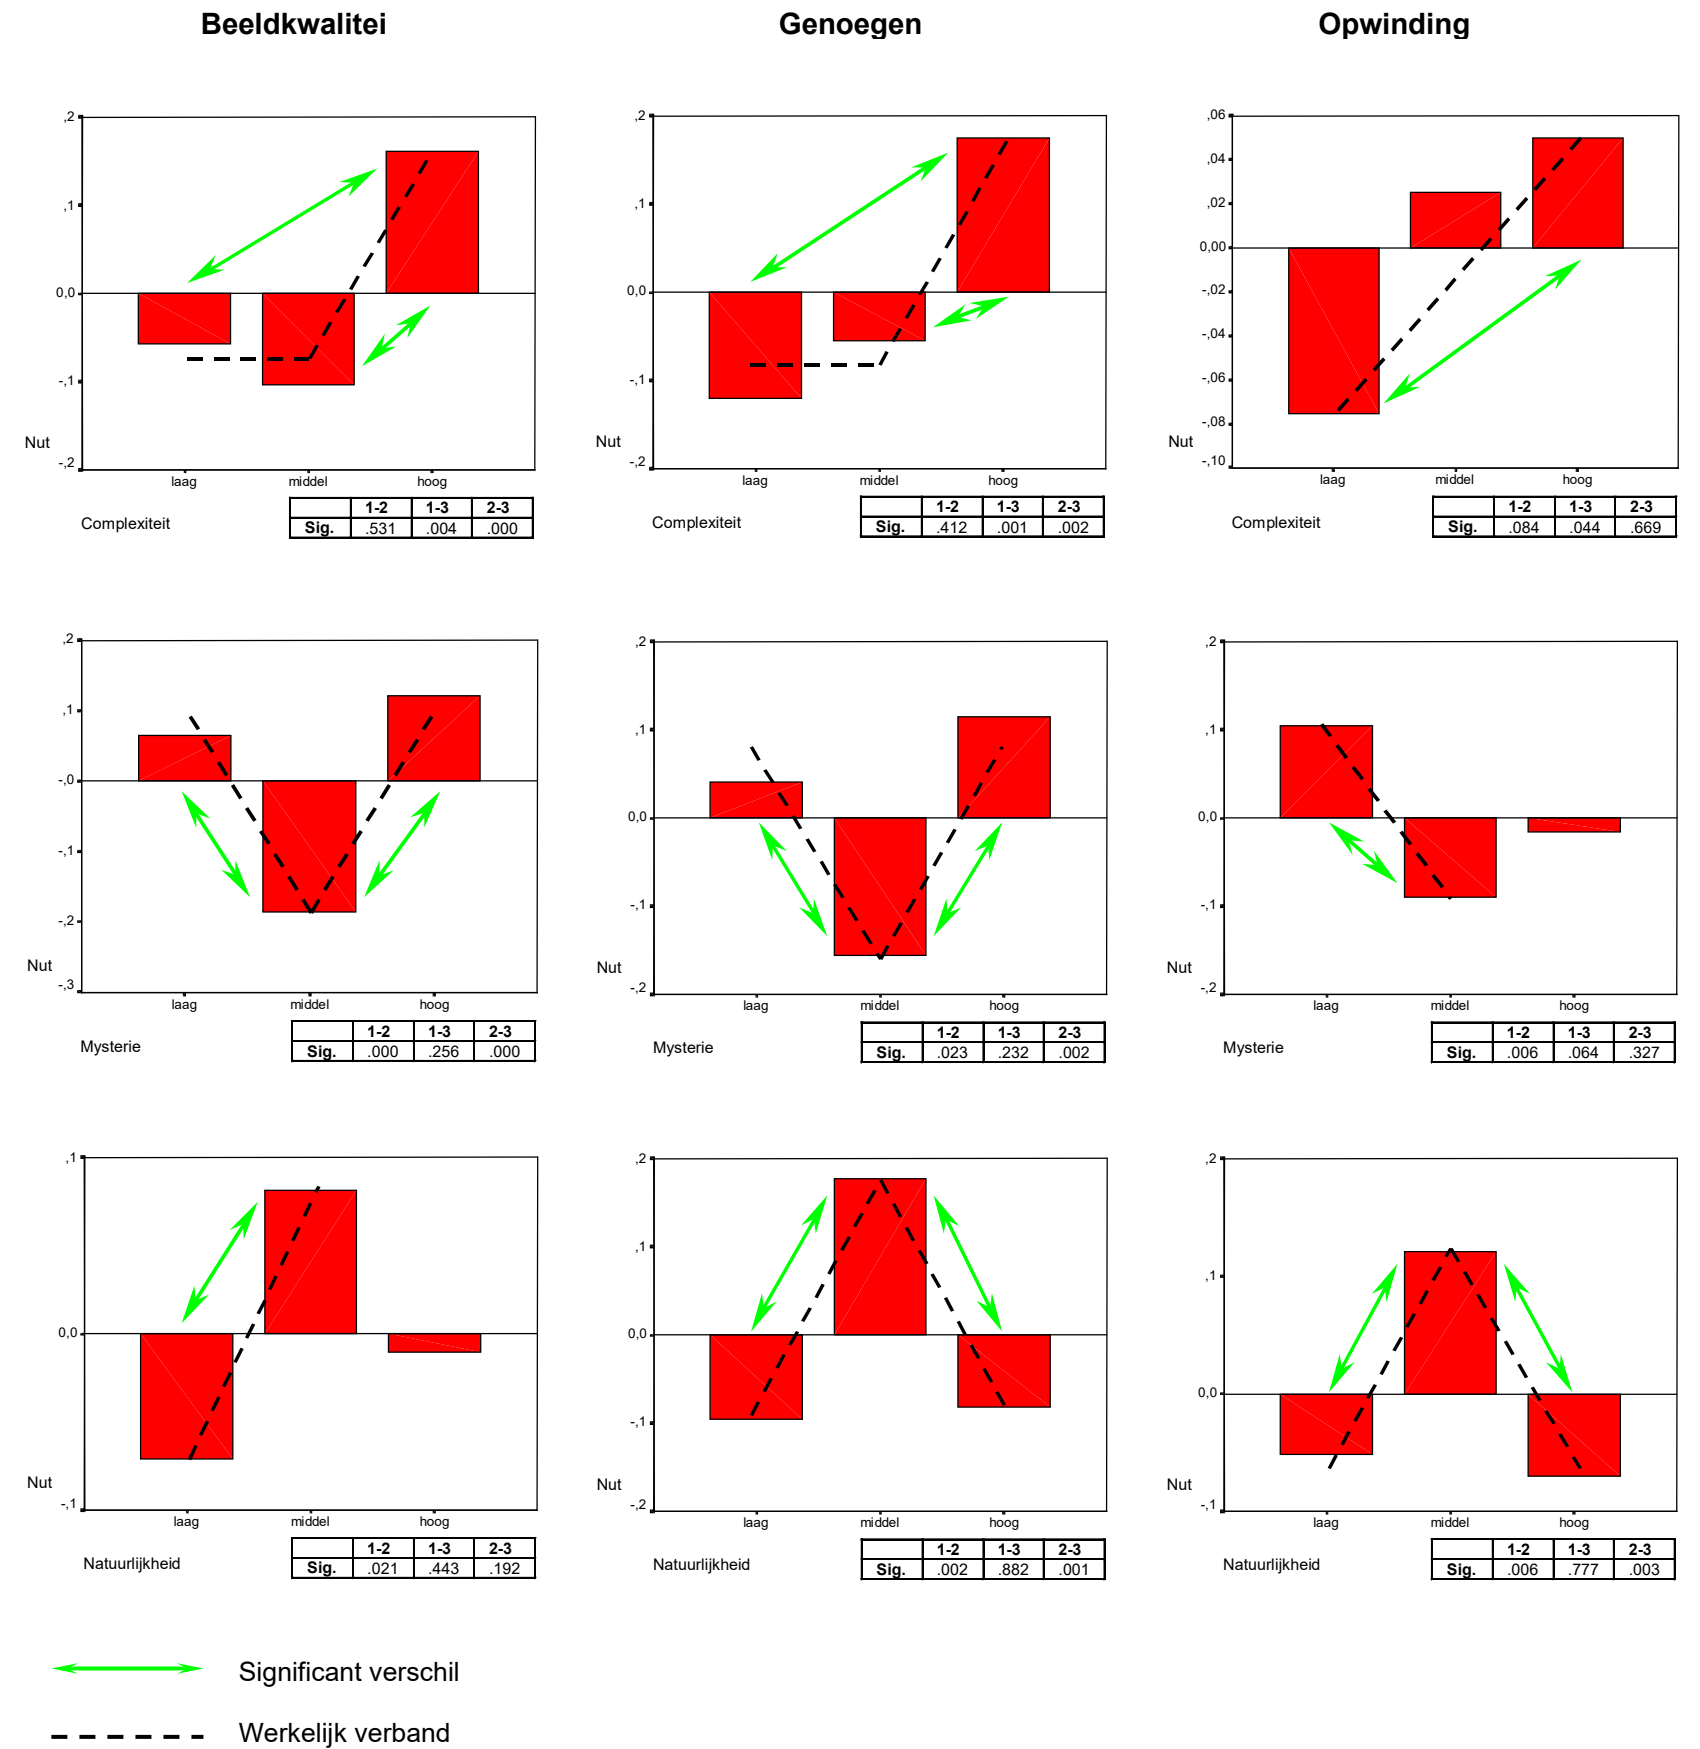 Beeldkwalitei Genoegen Opwinding
,2 ,2 ,06
,04
,1 ,1 ,02
0,00
0,0 0,0 -,02
-,04
-,1 -,1 -,06
Nut Nut Nut -,08
-,2 -,2 -,10
laag middel hoog laag middel hoog laag middel hoog
1-2 1-3 2-3 1-2 1-3 2-3 1-2 1-3 2-3
Complexiteit Sig. .531 .004 .000 Complexiteit Sig. .412 .001 .002 Complexiteit Sig. .084 .044 .669
,2 ,2 ,2
,1 ,1 ,1
-,0 0,0 0,0
-,1 -,1 -,1
-,2
Nut Nut Nut
-,3 -,2 -,2
laag middel hoog laag middel hoog laag middel hoog
1-2 1-3 2-3 1-2 1-3 2-3 1-2 1-3 2-3
Mysterie Sig. .000 .256 .000 Mysterie Sig. .023 .232 .002 Mysterie Sig. .006 .064 .327
,1 ,2 ,2
,1 ,1
0,0 0,0 0,0
-,1
Nut Nut Nut
-,1 -,2 -,1
laag middel hoog laag middel hoog laag middel hoog
1-2 1-3 2-3 1-2 1-3 2-3 1-2 1-3 2-3
Natuurlijkheid Sig. .021 .443 .192 Natuurlijkheid Sig. .002 .882 .001 Natuurlijkheid Sig. .006 .777 .003
Significant verschil
Werkelijk verband